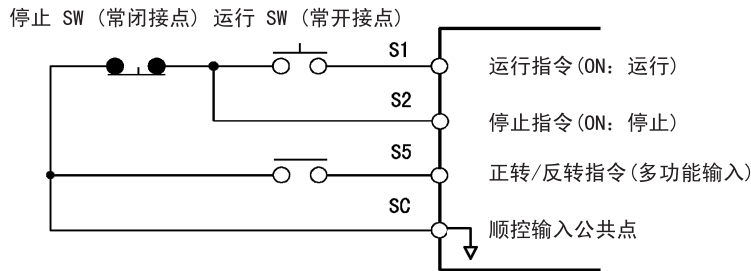 停止 SW (常闭接点) 运行 SW (常开接点)
S1 运行指令(ON: 运行)
S2 停止指令(ON: 停止)
S5 正转/反转指令(多功能输入)
SC 顺控输入公共点